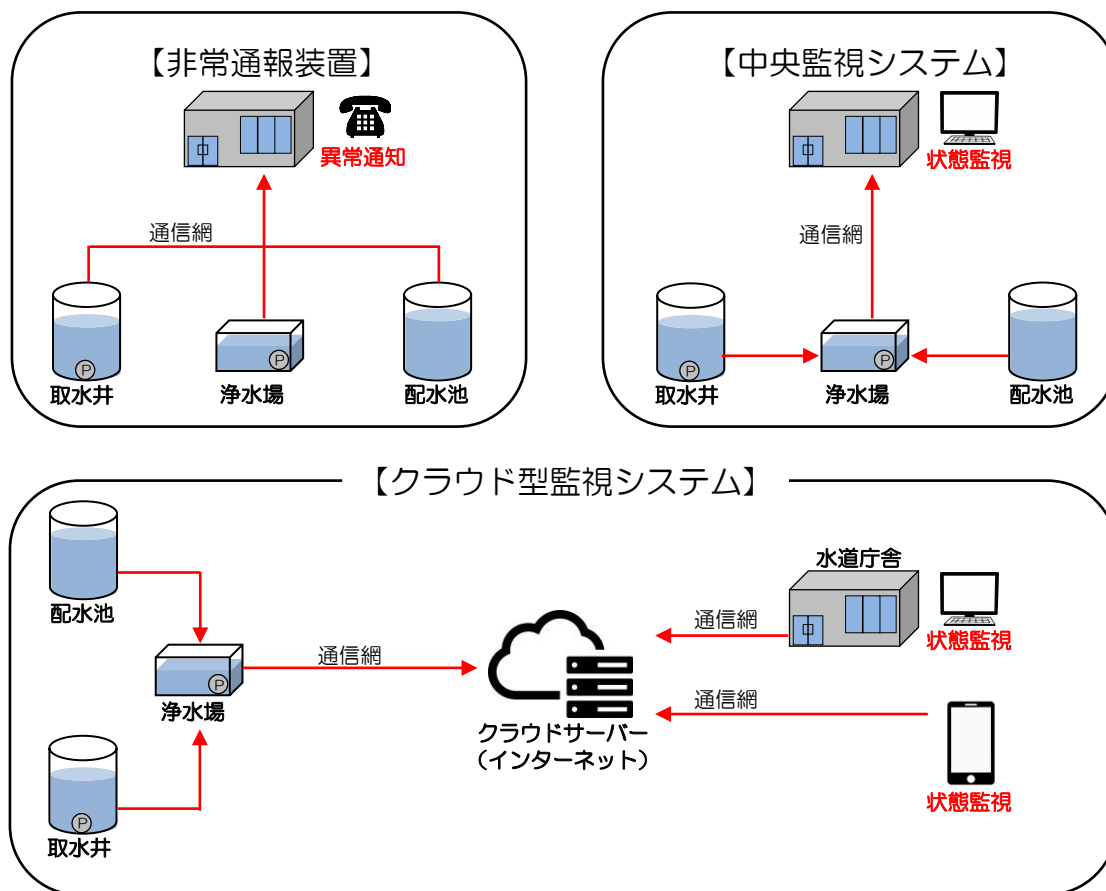 【非常通報装置】
異常通知
通信網
P
P
取水井
浄水場
配水池
【中央監視システム】
状態監視
通信網
P
P
取水井
浄水場
配水池
【クラウド型監視システム】
配水池
P
浄水場
P
取水井
通信網
クラウドサーバー
（インターネット）
水道庁舎
通信網
状態監視
通信網
状態監視